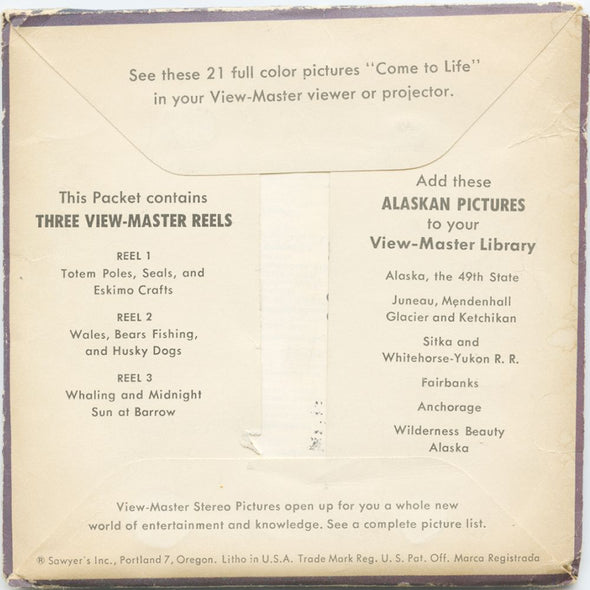 See these 21 full color pictures "Come to Life"
in your View-Master viewer or projector.
This Packet contains
THREE VIEW-MASTER REELS
REEL 1
Totem Poles, Seals, and
Eskimo Crafts
REEL 2
Wales, Bears Fishing,
and Husky Dogs
REEL 3
Whaling and Midnight
Sun at Barrow
Add these
ALASKAN PICTURES
to your
View-Master Library
Alaska, the 49th State
Juneau, Mendenhall
Glacier and Ketchikan
Sitka and
Whitehorse-Yukon R. R.
Fairbanks
Anchorage
Wilderness Beauty
Alaska
View-Master Stereo Pictures open up for you a whole new
world of entertainment and knowledge. See a complete picture list.
® Sawyer's Inc., Portland 7, Oregon. Litho in U.S.A. Trade Mark Reg. U. S. Pat. Off. Marca Registrada